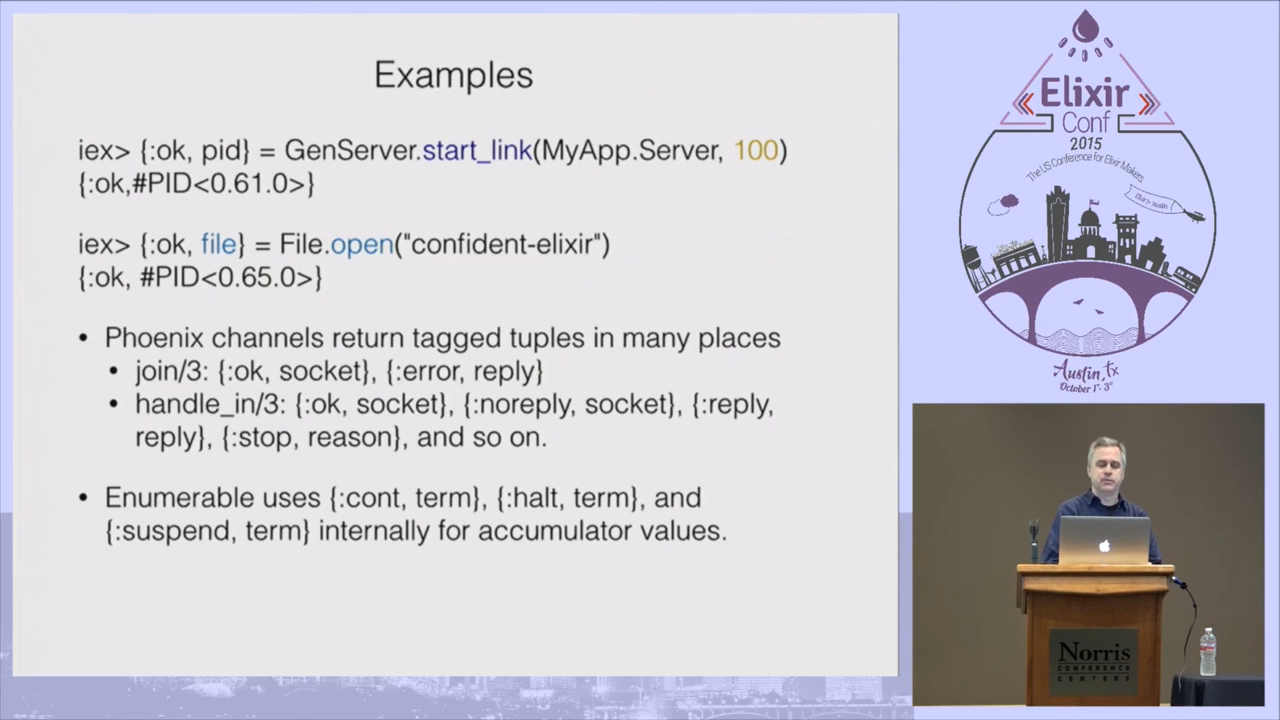 Examples
iex> {:ok, pid} = GenServer.start_link(MyApp.Server, 100)
{:ok,#PID<0.61.0>}
iex> {:ok, file} = File.open("confident-elixir")
{:ok, #PID<0.65.0>}
• Phoenix channels return tagged tuples in many places
• join/3: {:ok, socket}, {:error, reply}
• handle_in/3: {:ok, socket}, {:noreply, socket}, {:reply,
reply}, {:stop, reason}, and so on.
• Enumerable uses {:cont, term}, {:halt, term}, and
{:suspend, term} internally for accumulator values.
Elixir
Conf
2015
The US Conference for Elixir Makers
Austin, Tx
October 1st - 3rd
Norris
CONFERENCE
CENTERS